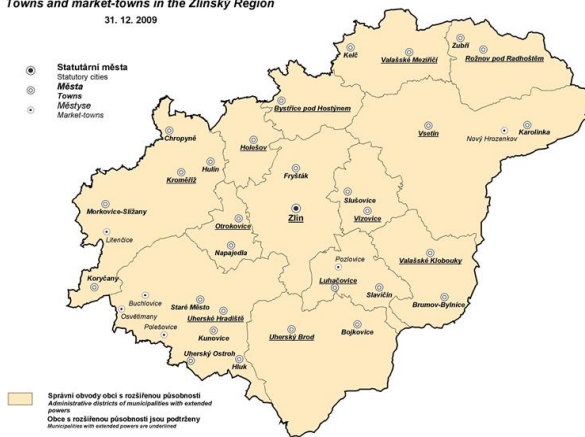 Towns and market-towns in the Zlínský Region
31. 12. 2009
Statutární města
Statutory cities
Města
Towns
Městyse
Market-towns
Kelč
Valašské Meziříčí
Zubří
Rožnov pod Radhoštěm
Bystřice pod Hostýnem
Vsetín
Nový Hrozenkov
Karolinka
Chropyně
Holešov
Hulín
Kroměříž
Fryšták
Slušovice
Vizovice
Zlín
Morkovice-Slížany
Litenčice
Otrokovice
Napajedla
Pozlovice
Luhačovice
Valašské Klobouky
Slavičín
Brumov-Bylnice
Koryčany
Buchlovice
Osvětimany
Polešovice
Staré Město
Uherské Hradiště
Kunovice
Uherský Ostroh
Hluk
Uherský Brod
Bojkovice
Správní obvody obcí s rozšířenou působností
Administrative districts of municipalities with extended
powers
Obce s rozšířenou působností jsou podtrženy
Municipalities with extended powers are underlined